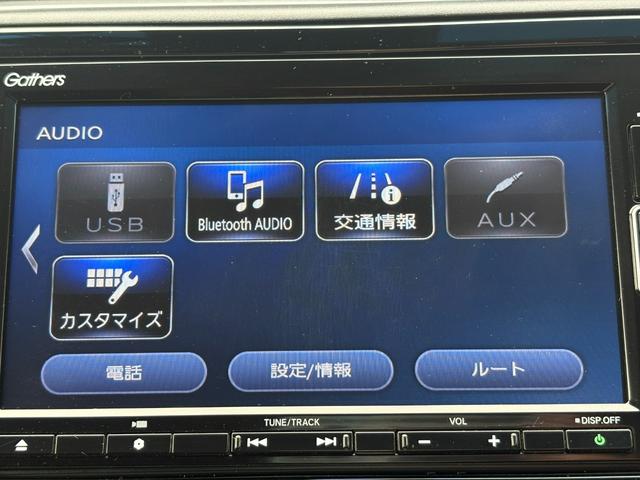 Gathers
AUDIO
USB
Bluetooth AUDIO
交通情報
AUX
カスタマイズ
電話
設定/情報
ルート
TUNE/TRACK
VOL
DISP.OFF